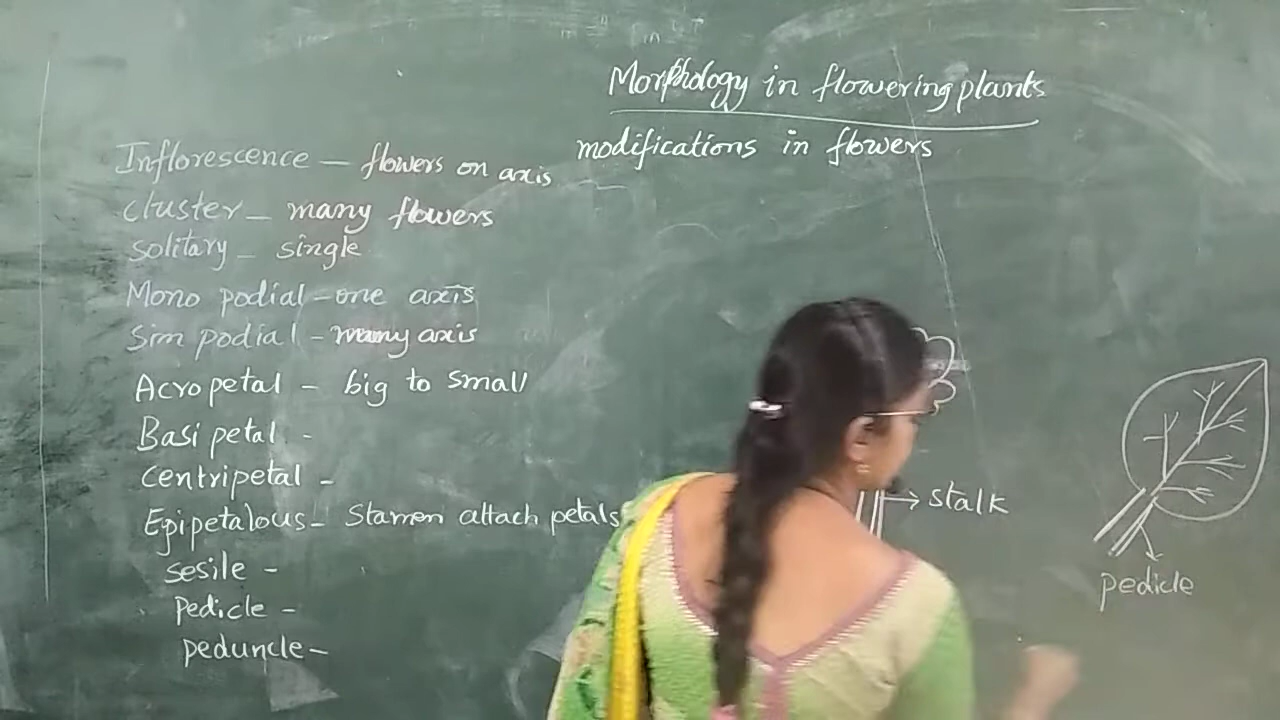 Morphology in flowering plants
modifications in flowers
Inflorescence - flowers on axis
cluster - many flowers
solitary - single
Mono podial - one axis
Sim podial - many axis
Acro petal - big to small
Basi petal -
centripetal -
Epipetalous - Stamen attach petals
sesile -
pedicle -
peduncle -
stalk
pedicle